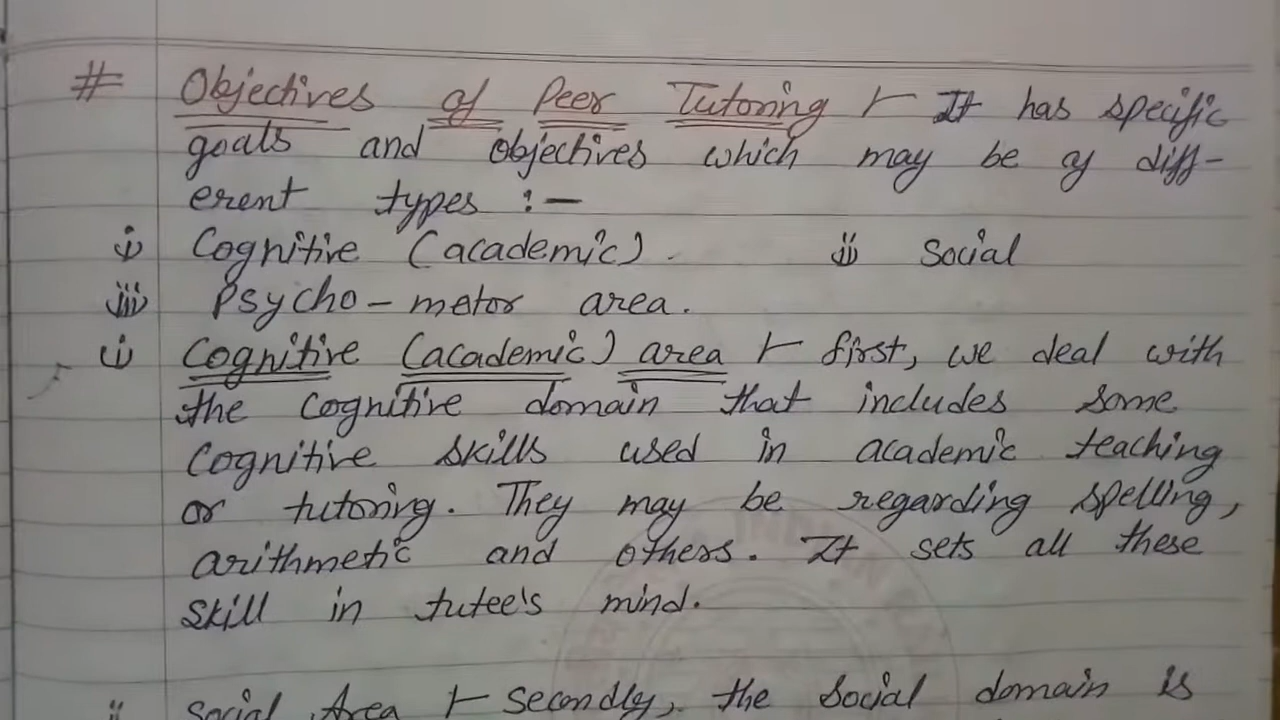 # Objectives of Peer Tutoring :- It has specific
goals and objectives which may be of diff-
erent types :-
i) Cognitive (academic). ii) Social
iii) Psycho-motor area.
i) Cognitive (academic) area :- first, we deal with
the cognitive domain that includes some
cognitive skills used in academic teaching
or tutoring. They may be regarding spelling,
arithmetic and others. It sets all these
skill in tutee's mind.
ii Social Area :- Secondly, the social domain is